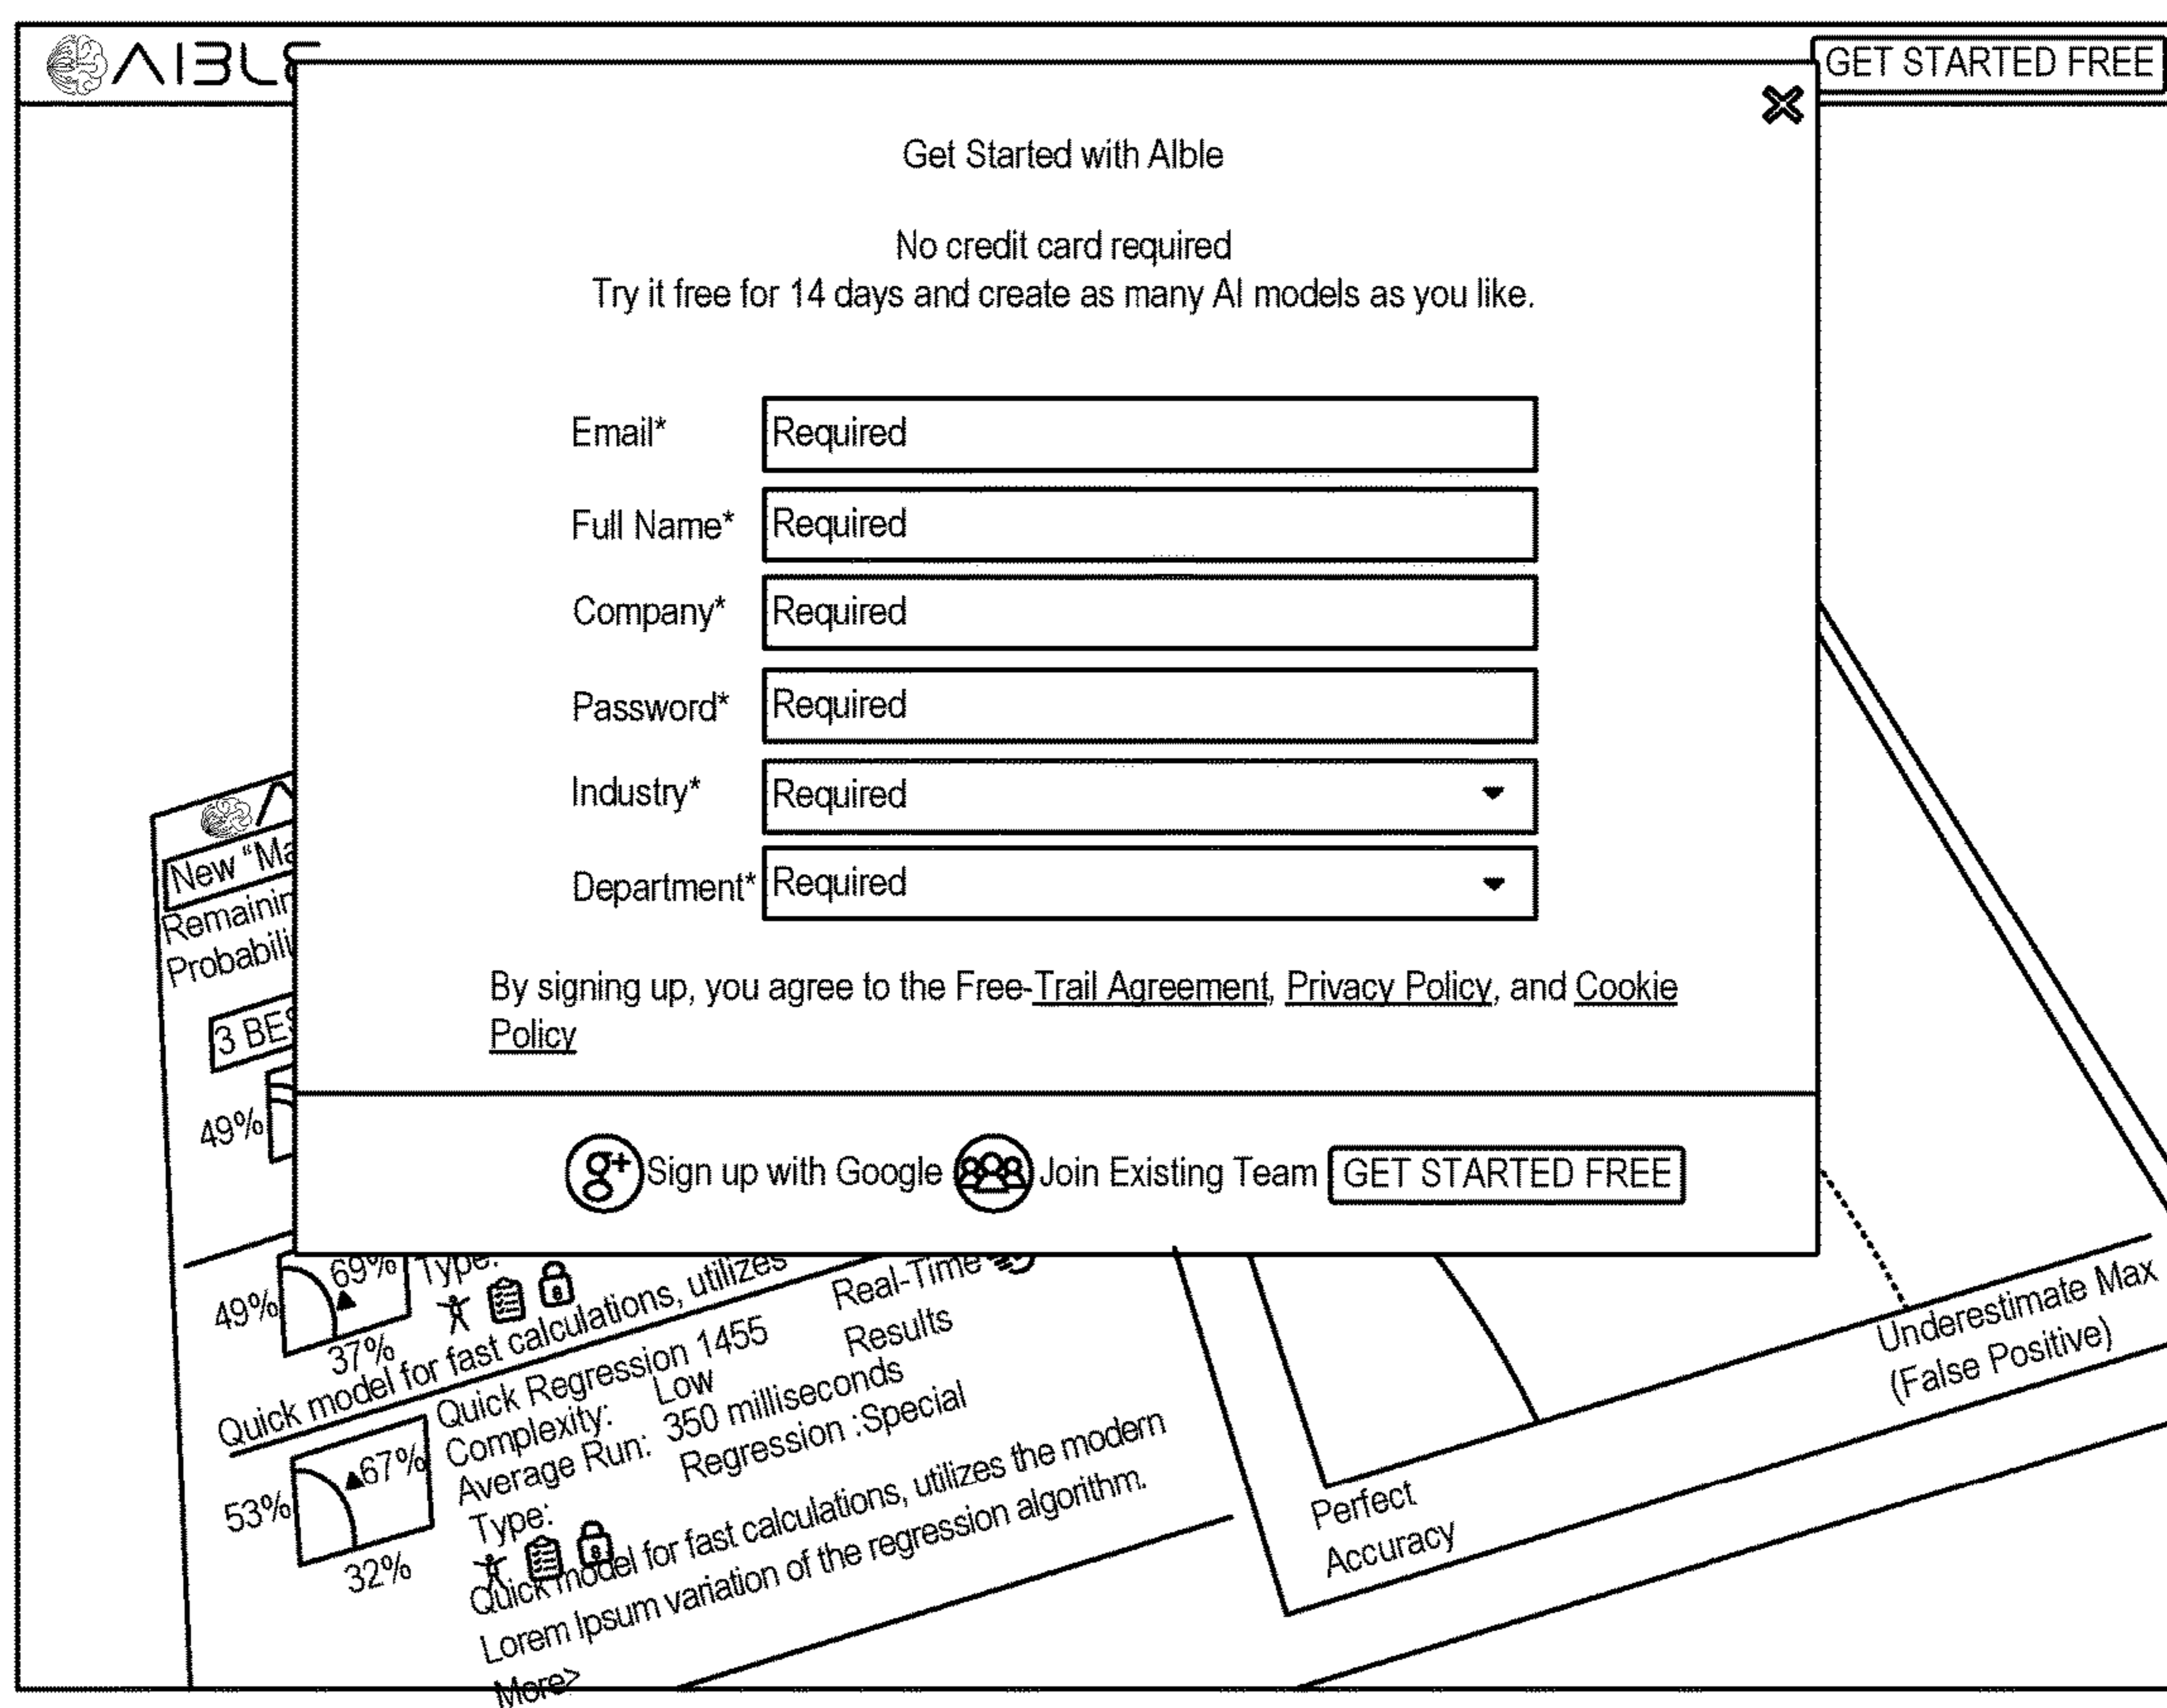 AIBLE
GET STARTED FREE
Get Started with AIble
No credit card required
Try it free for 14 days and create as many AI models as you like.
Email* Required
Full Name* Required
Company* Required
Password* Required
Industry* Required
Department* Required
By signing up, you agree to the Free-Trail Agreement, Privacy Policy, and Cookie
Policy
g+ Sign up with Google Join Existing Team GET STARTED FREE
New “Ma
Remainin
Probabili
3 BES
49%
49%
69%
37%
Type:
Quick model for fast calculations, utilizes
Real-Time
Results
53%
67%
32%
Quick Regression 1455
Complexity: Low
Average Run: 350 milliseconds
Type: Regression :Special
Quick model for fast calculations, utilizes the modern
Lorem Ipsum variation of the regression algorithm.
More>
Perfect
Accuracy
Underestimate Max
(False Positive)